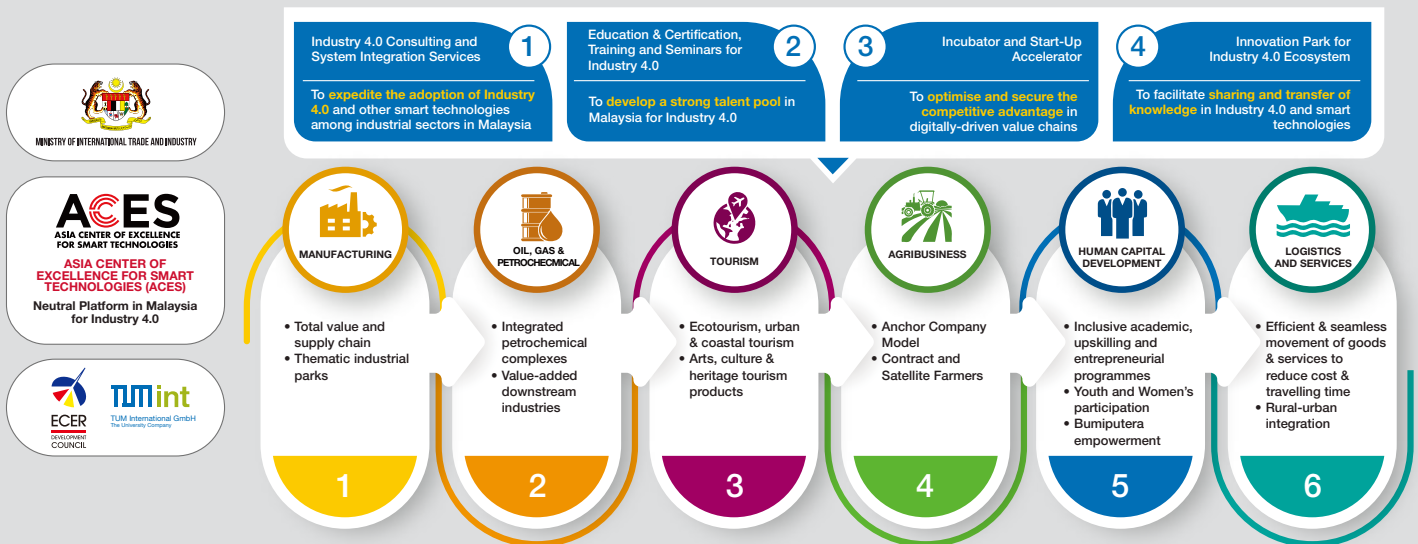 Industry 4.0 Consulting and
System Integration Services
1
To expedite the adoption of Industry
4.0 and other smart technologies
among industrial sectors in Malaysia
Education & Certification,
Training and Seminars for
Industry 4.0
2
To develop a strong talent pool in
Malaysia for Industry 4.0
3
Incubator and Start-Up
Accelerator
To optimise and secure the
competitive advantage in
digitally-driven value chains
4
Innovation Park for
Industry 4.0 Ecosystem
To facilitate sharing and transfer of
knowledge in Industry 4.0 and smart
technologies
MINISTRY OF INTERNATIONAL TRADE AND INDUSTRY
ACES
ASIA CENTER OF EXCELLENCE
FOR SMART TECHNOLOGIES
ASIA CENTER OF
EXCELLENCE FOR SMART
TECHNOLOGIES (ACES)
Neutral Platform in Malaysia
for Industry 4.0
ECER
DEVELOPMENT
COUNCIL
TUM int
TUM International GmbH
The University Company
MANUFACTURING
• Total value and
supply chain
• Thematic industrial
parks
1
OIL, GAS &
PETROCHECMICAL
• Integrated
petrochemical
complexes
• Value-added
downstream
industries
2
TOURISM
• Ecotourism, urban
& coastal tourism
• Arts, culture &
heritage tourism
products
3
AGRIBUSINESS
• Anchor Company
Model
• Contract and
Satellite Farmers
4
HUMAN CAPITAL
DEVELOPMENT
• Inclusive academic,
upskilling and
entrepreneurial
programmes
• Youth and Women's
participation
• Bumiputera
empowerment
5
LOGISTICS
AND SERVICES
• Efficient & seamless
movement of goods
& services to
reduce cost &
travelling time
• Rural-urban
integration
6